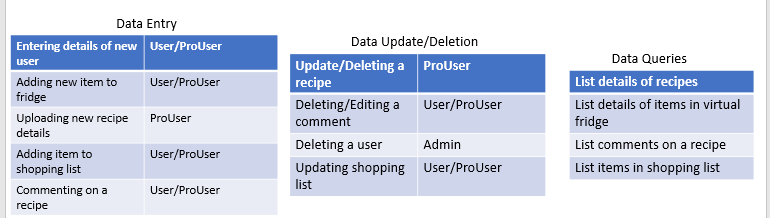 Data Entry
Entering details of new user User/ProUser
Adding new item to fridge User/ProUser
Uploading new recipe details ProUser
Adding item to shopping list User/ProUser
Commenting on a recipe User/ProUser
Data Update/Deletion
Update/Deleting a recipe ProUser
Deleting/Editing a comment User/ProUser
Deleting a user Admin
Updating shopping list User/ProUser
Data Queries
List details of recipes
List details of items in virtual fridge
List comments on a recipe
List items in shopping list